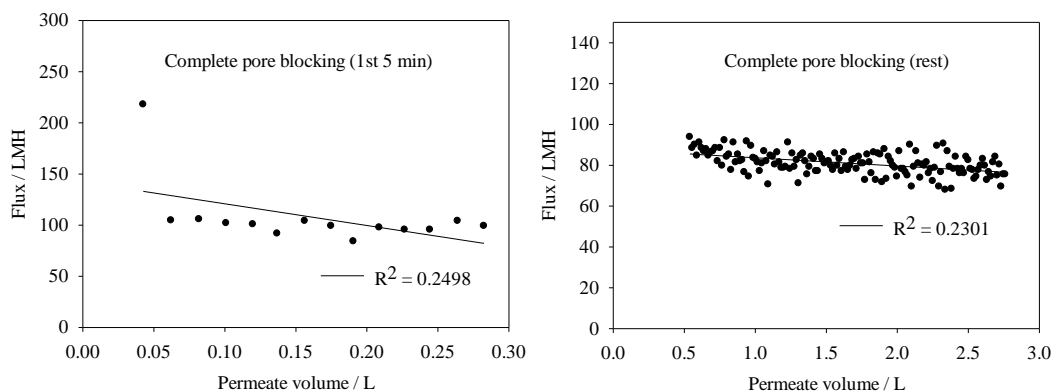 300
250
200
150
100
50
0
Flux / LMH
Complete pore blocking (1st 5 min)
R² = 0.2498
0.00 0.05 0.10 0.15 0.20 0.25 0.30
Permeate volume / L
140
120
100
80
60
40
20
0
Flux / LMH
Complete pore blocking (rest)
R² = 0.2301
0.0 0.5 1.0 1.5 2.0 2.5 3.0
Permeate volume / L